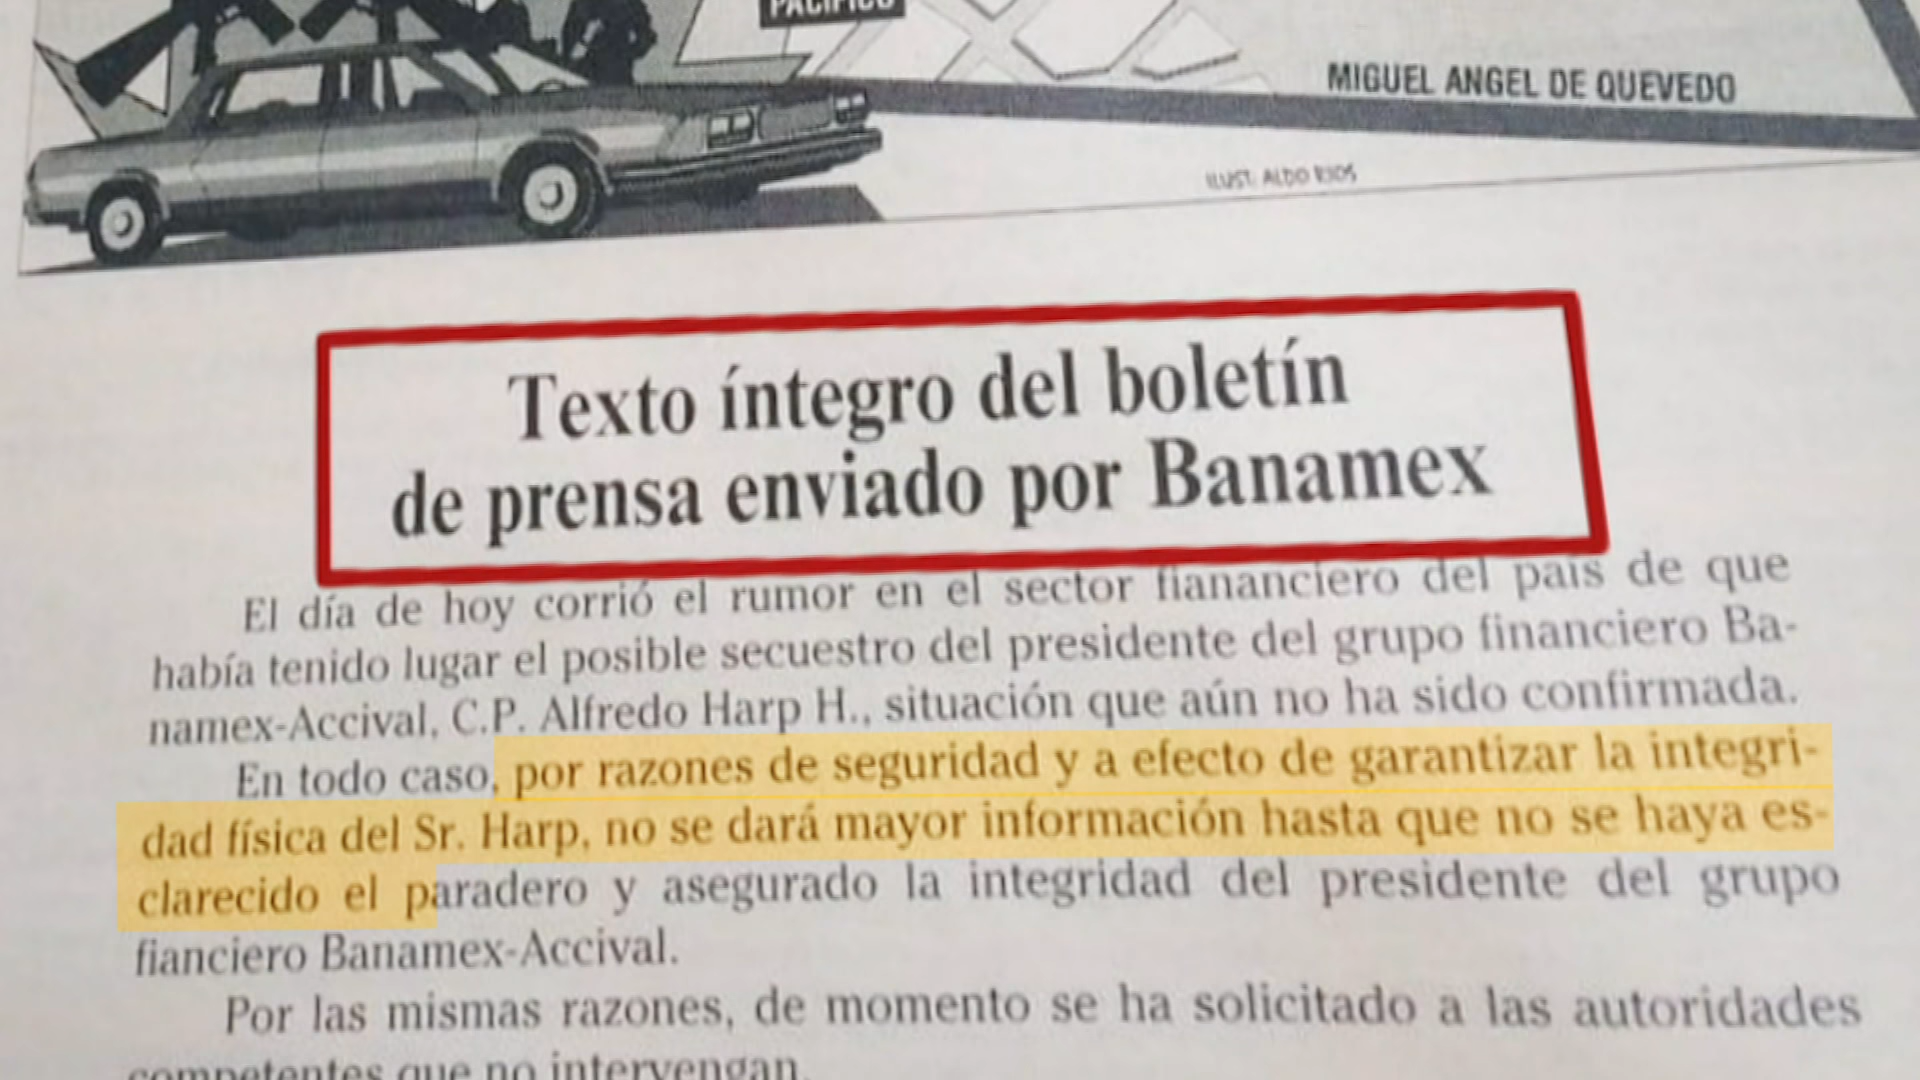 PACIFICO
MIGUEL ANGEL DE QUEVEDO
ILUST. ALDO RIOS
Texto íntegro del boletín
de prensa enviado por Banamex
El día de hoy corrió el rumor en el sector fiananciero del país de que
había tenido lugar el posible secuestro del presidente del grupo financiero Ba-
namex-Accival, C.P. Alfredo Harp H., situación que aún no ha sido confirmada.
En todo caso, por razones de seguridad y a efecto de garantizar la integri-
dad física del Sr. Harp, no se dará mayor información hasta que no se haya es-
clarecido el paradero y asegurado la integridad del presidente del grupo
fianciero Banamex-Accival.
Por las mismas razones, de momento se ha solicitado a las autoridades
competentes que no intervengan.